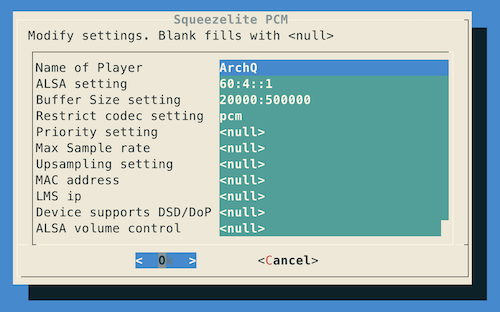 Squeezelite PCM
Modify settings. Blank fills with <null>
Name of Player ArchQ
ALSA setting 60:4::1
Buffer Size setting 20000:500000
Restrict codec setting pcm
Priority setting <null>
Max Sample rate <null>
Upsampling setting <null>
MAC address <null>
LMS ip <null>
Device supports DSD/DoP <null>
ALSA volume control <null>
< Ok > <Cancel>